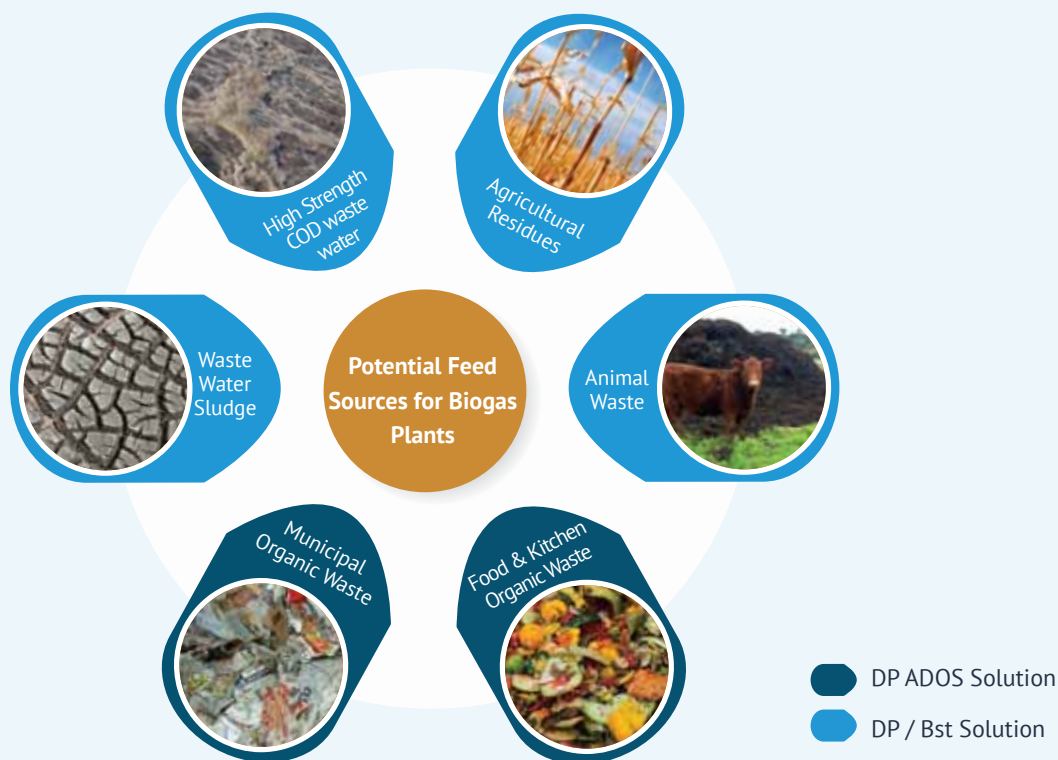 High Strength
COD waste
water
Agricultural
Residues
Waste
Water
Sludge
Potential Feed
Sources for Biogas
Plants
Animal
Waste
Municipal
Organic Waste
Food & Kitchen
Organic Waste
DP ADOS Solution
DP / Bst Solution